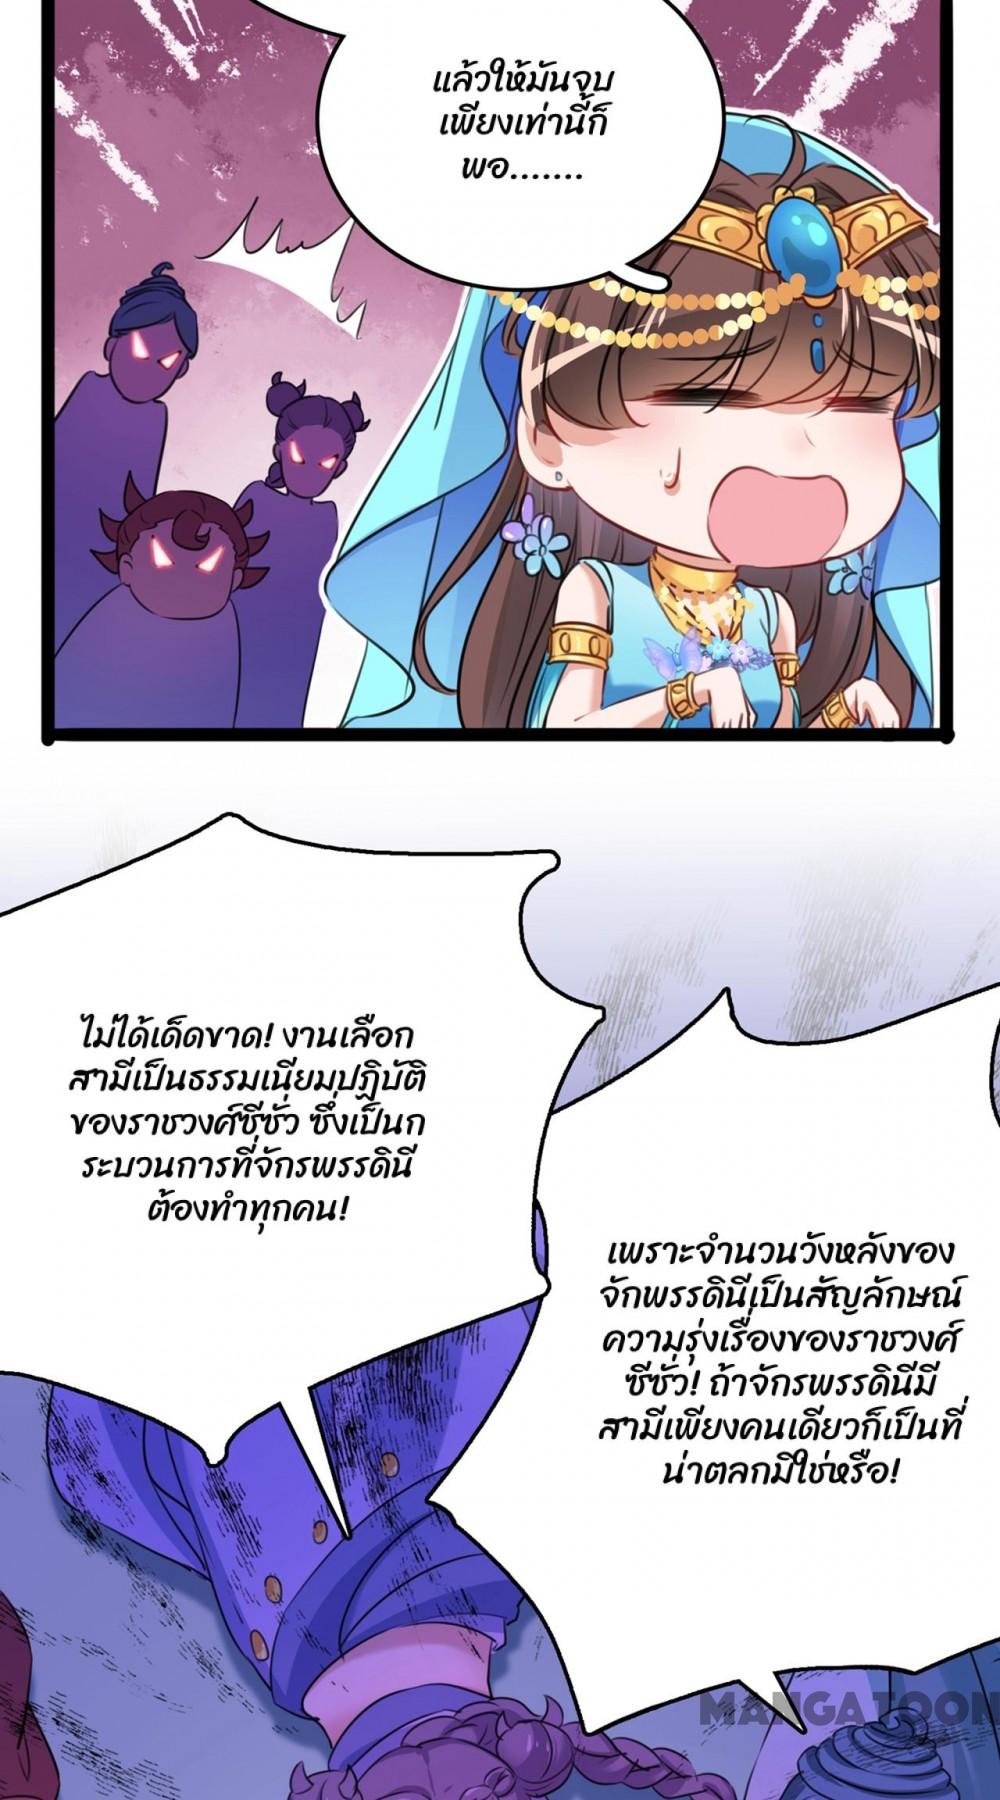 แล้วให้มันจบ
เพียงเท่านี้ก็
พอ.......
ไม่ได้เด็ดขาด! งานเลือก
สามีเป็นธรรมเนียมปฏิบัติ
ของราชวงศ์ซีซั่ว ซึ่งเป็นก
ระบวนการที่จักรพรรดินี
ต้องทำทุกคน!
เพราะจำนวนวังหลังของ
จักพรรดินีเป็นสัญลักษณ์
ความรุ่งเรื่องของราชวงศ์
ซีซั่ว! ถ้าจักรพรรดินีมี
สามีเพียงคนเดียวก็เป็นที่
น่าตลกมิใช่หรือ!
MANGATOON